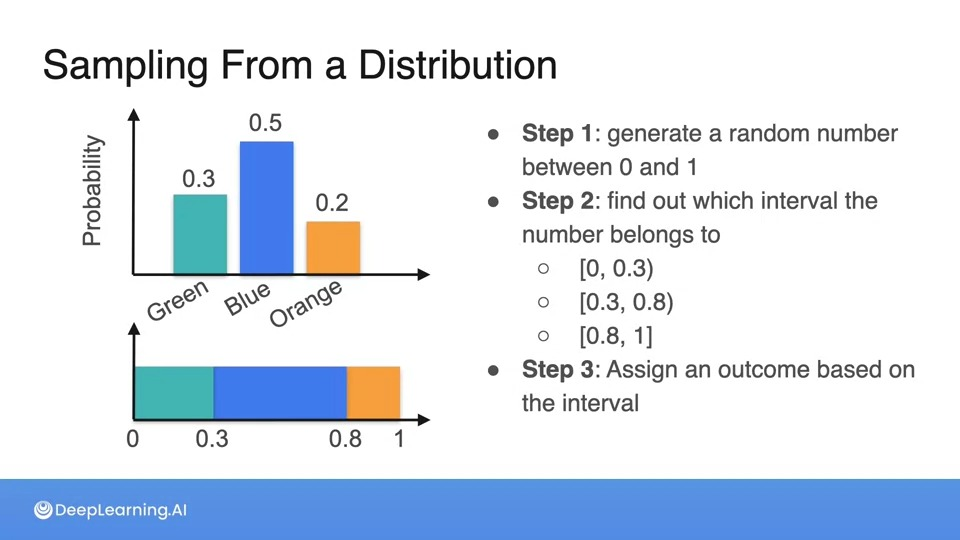 Sampling From a Distribution
Probability
0.3
0.5
0.2
Green
Blue
Orange
0
0.3
0.8
1
● Step 1: generate a random number
between 0 and 1
● Step 2: find out which interval the
number belongs to
○ [0, 0.3)
○ [0.3, 0.8)
○ [0.8, 1]
● Step 3: Assign an outcome based on
the interval
DeepLearning.AI